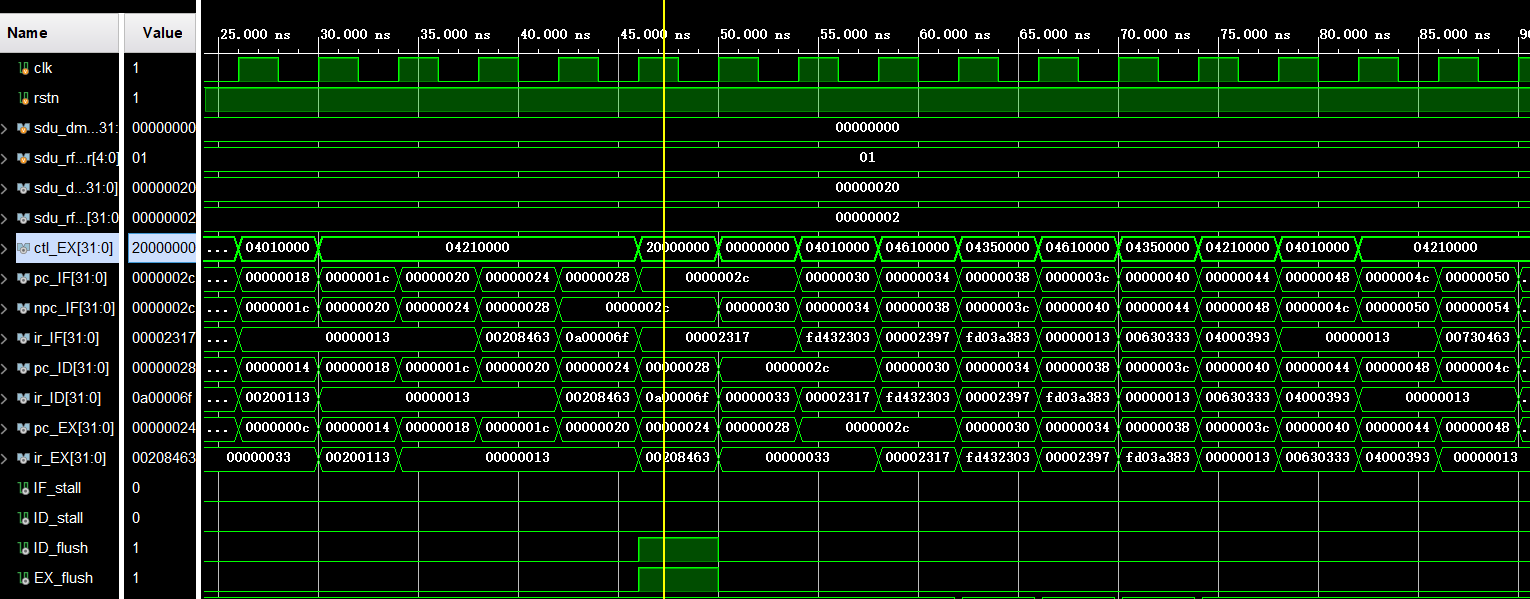 Name Value 25.000 ns 30.000 ns 35.000 ns 40.000 ns 45.000 ns 50.000 ns 55.000 ns 60.000 ns 65.000 ns 70.000 ns 75.000 ns 80.000 ns 85.000 ns 90
clk 1
rstn 1
sdu_dm...31: 00000000 00000000
sdu_rf...r[4:0] 01 01
sdu_d...31:0] 00000020 00000020
sdu_rf...[31:0 00000002 00000002
ctl_EX[31:0] 20000000 ... 04010000 04210000 20000000 00000000 04010000 04610000 04350000 04610000 04350000 04210000 04010000 04210000
pc_IF[31:0] 0000002c ... 00000018 0000001c 00000020 00000024 00000028 0000002c 00000030 00000034 00000038 0000003c 00000040 00000044 00000048 0000004c 00000050 .
npc_IF[31:0] 0000002c ... 0000001c 00000020 00000024 00000028 0000002c 00000030 00000034 00000038 0000003c 00000040 00000044 00000048 0000004c 00000050 00000054 .
ir_IF[31:0] 00002317 ... 00000013 00208463 0a00006f 00002317 fd432303 00002397 fd03a383 00000013 00630333 04000393 00000013 00730463 .
pc_ID[31:0] 00000028 ... 00000014 00000018 0000001c 00000020 00000024 00000028 0000002c 00000030 00000034 00000038 0000003c 00000040 00000044 00000048 0000004c .
ir_ID[31:0] 0a00006f ... 00200113 00000013 00208463 0a00006f 00000033 00002317 fd432303 00002397 fd03a383 00000013 00630333 04000393 00000013 .
pc_EX[31:0] 00000024 ... 0000000c 00000014 00000018 0000001c 00000020 00000024 00000028 0000002c 00000030 00000034 00000038 0000003c 00000040 00000044 00000048 .
ir_EX[31:0] 00208463 00000033 00200113 00000013 00208463 00000033 00002317 fd432303 00002397 fd03a383 00000013 00630333 04000393 00000013
IF_stall 0
ID_stall 0
ID_flush 1
EX_flush 1